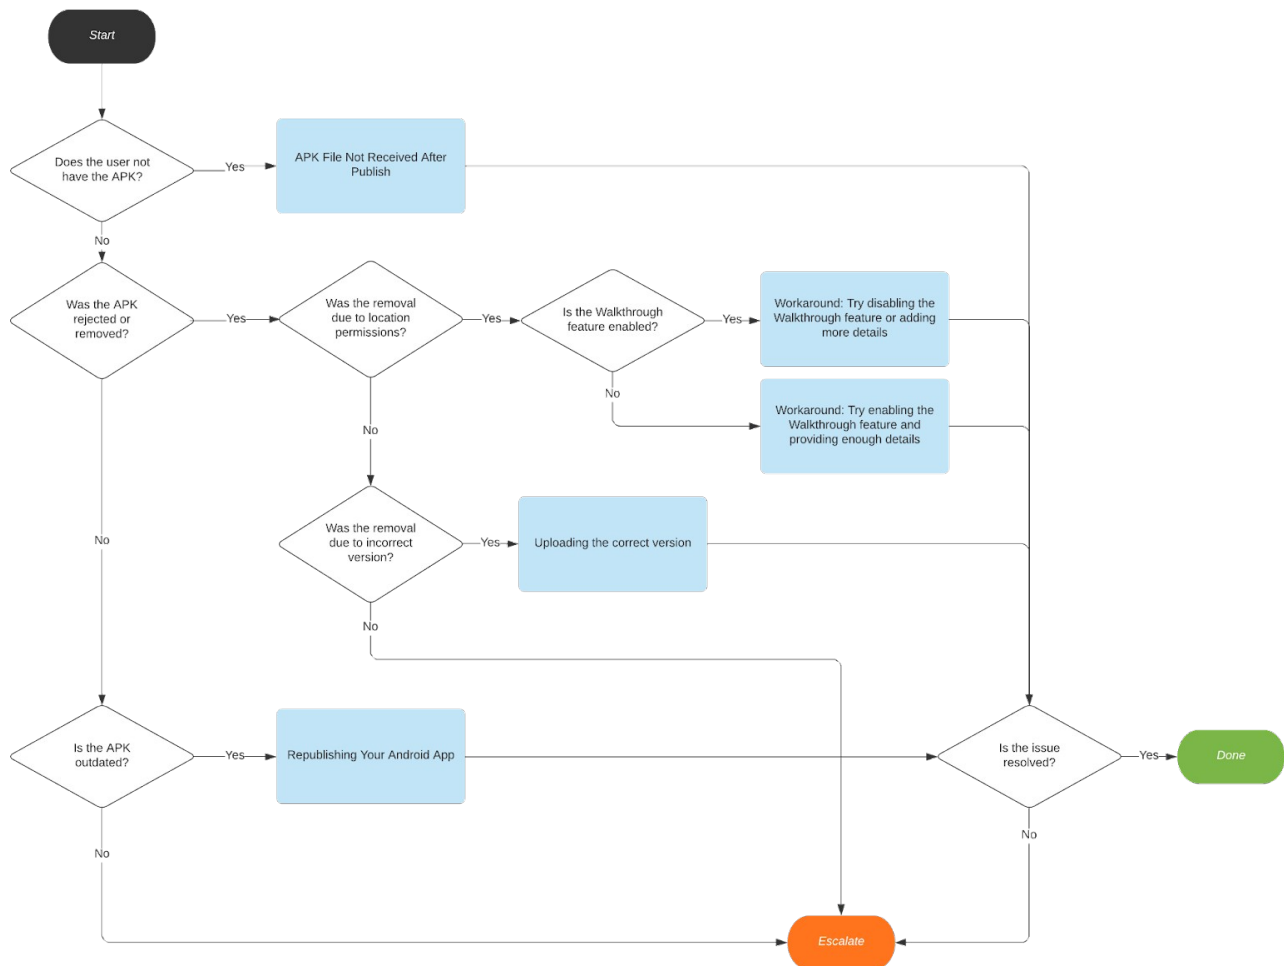 Start
Does the user not
have the APK?
Yes
APK File Not Received After
Publish
No
Was the APK
rejected or
removed?
Yes
Was the removal
due to location
permissions?
Yes
Is the Walkthrough
feature enabled?
Yes
Workaround: Try disabling the
Walkthrough feature or adding
more details
No
Workaround: Try enabling the
Walkthrough feature and
providing enough details
No
Was the removal
due to incorrect
version?
Yes
Uploading the correct version
No
No
Is the APK
outdated?
Yes
Republishing Your Android App
Is the issue
resolved?
Yes
Done
No
No
Escalate